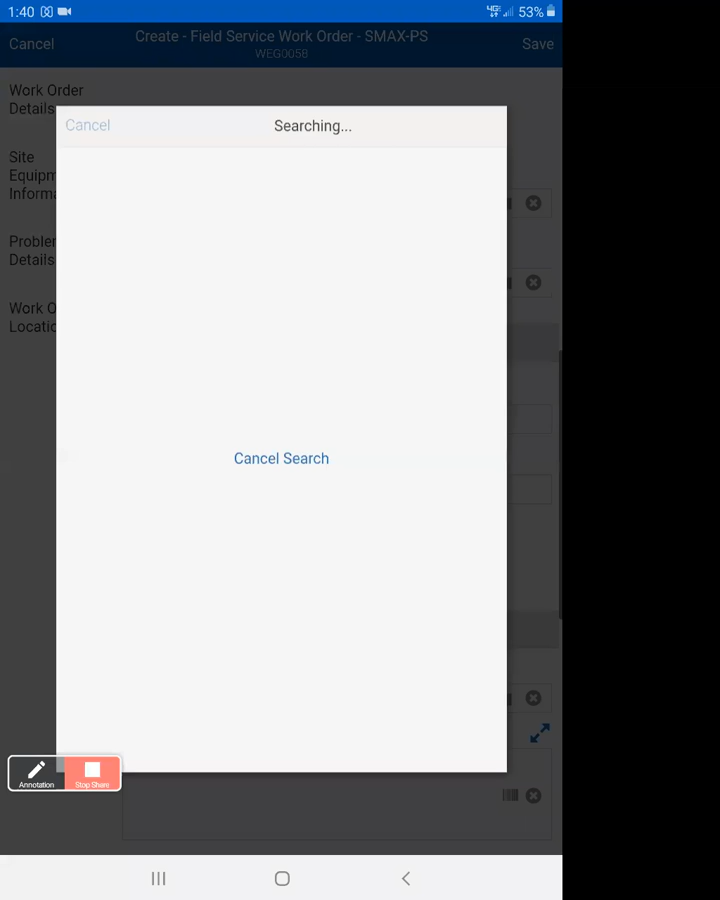 1:40
4G 53%
Cancel
Create - Field Service Work Order - SMAX-PS
WEG0058
Save
Work Order
Details
Site
Equipm
Informa
Problem
Details
Work O
Locatio
Cancel
Searching...
Cancel Search
Annotation
Stop Share